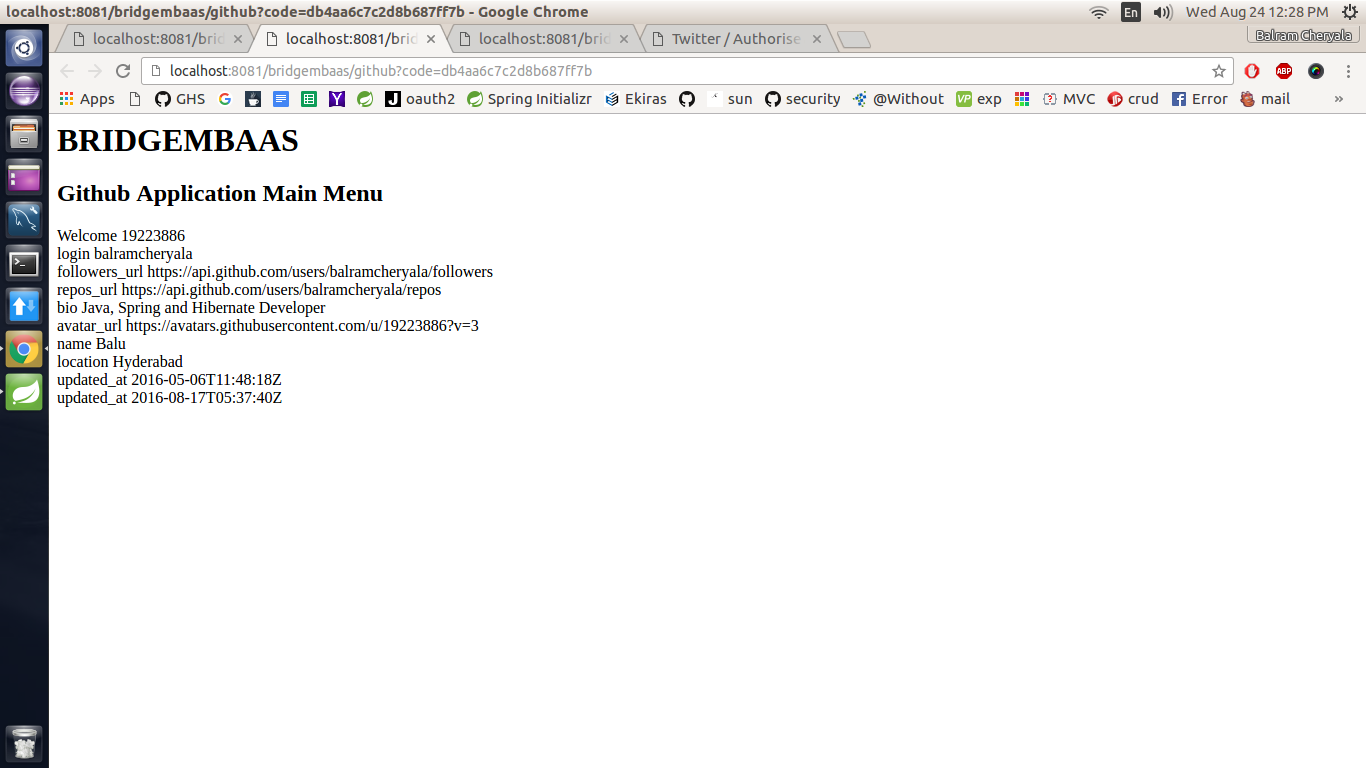 localhost:8081/bridgembaas/github?code=db4aa6c7c2d8b687ff7b - Google Chrome
En
Wed Aug 24 12:28 PM
localhost:8081/brid
localhost:8081/brid
localhost:8081/brid
Twitter / Authorise
Balram Cheryala
localhost:8081/bridgembaas/github?code=db4aa6c7c2d8b687ff7b
ABP
Apps
GHS
oauth2
Spring Initializr
Ekiras
sun
security
@Without
VP exp
MVC
crud
Error
mail
»
BRIDGEMBAAS
Github Application Main Menu
Welcome 19223886
login balramcheryala
followers_url https://api.github.com/users/balramcheryala/followers
repos_url https://api.github.com/users/balramcheryala/repos
bio Java, Spring and Hibernate Developer
avatar_url https://avatars.githubusercontent.com/u/19223886?v=3
name Balu
location Hyderabad
updated_at 2016-05-06T11:48:18Z
updated_at 2016-08-17T05:37:40Z